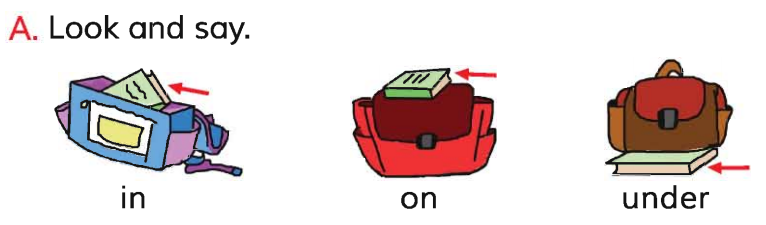 A. Look and say.
in
on
under